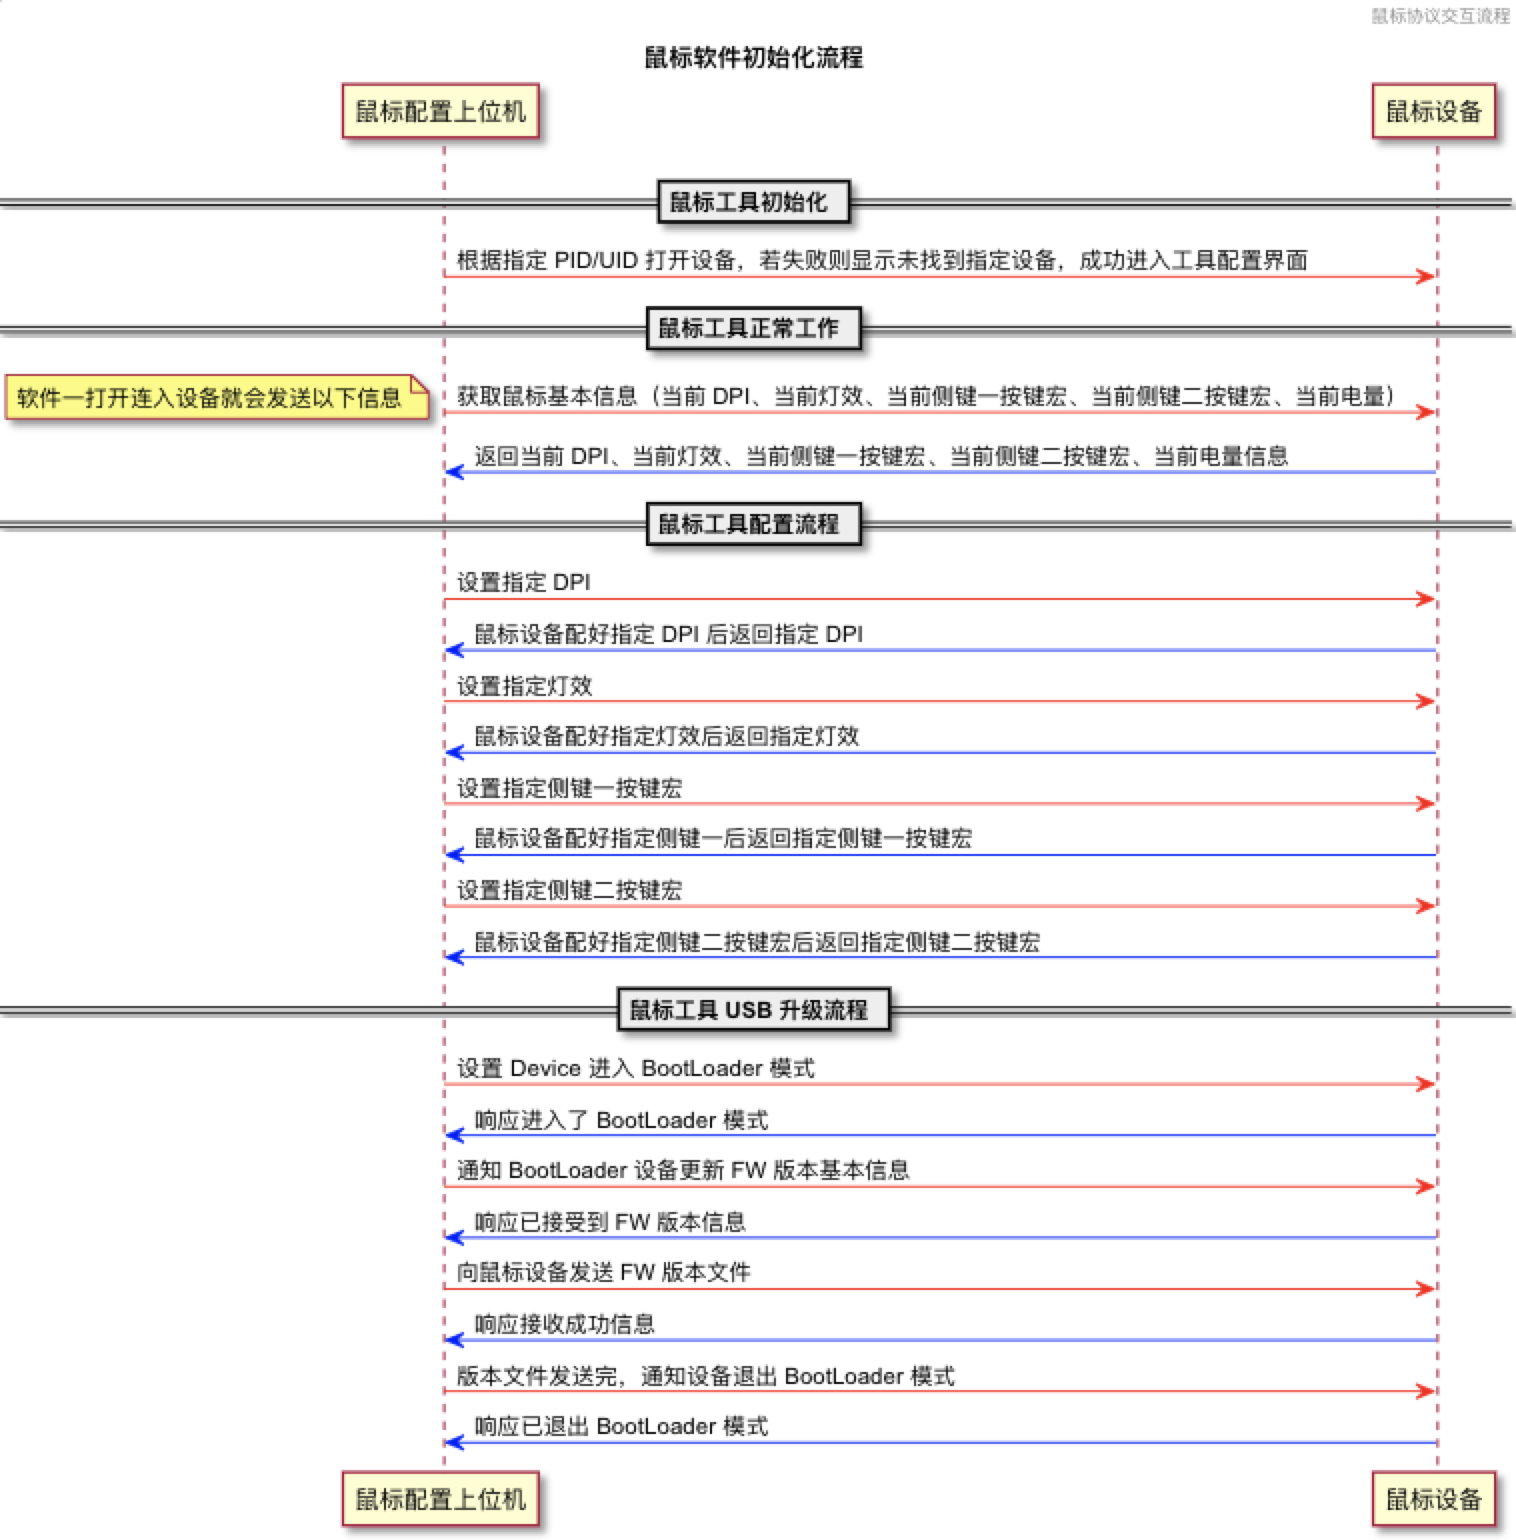 鼠标协议交互流程
鼠标软件初始化流程
鼠标配置上位机
鼠标设备
鼠标工具初始化
根据指定 PID/UID 打开设备，若失败则显示未找到指定设备，成功进入工具配置界面
鼠标工具正常工作
软件一打开连入设备就会发送以下信息
获取鼠标基本信息（当前 DPI、当前灯效、当前侧键一按键宏、当前侧键二按键宏、当前电量）
返回当前 DPI、当前灯效、当前侧键一按键宏、当前侧键二按键宏、当前电量信息
鼠标工具配置流程
设置指定 DPI
鼠标设备配好指定 DPI 后返回指定 DPI
设置指定灯效
鼠标设备配好指定灯效后返回指定灯效
设置指定侧键一按键宏
鼠标设备配好指定侧键一后返回指定侧键一按键宏
设置指定侧键二按键宏
鼠标设备配好指定侧键二按键宏后返回指定侧键二按键宏
鼠标工具 USB 升级流程
设置 Device 进入 BootLoader 模式
响应进入了 BootLoader 模式
通知 BootLoader 设备更新 FW 版本基本信息
响应已接受到 FW 版本信息
向鼠标设备发送 FW 版本文件
响应接收成功信息
版本文件发送完，通知设备退出 BootLoader 模式
响应已退出 BootLoader 模式
鼠标配置上位机
鼠标设备